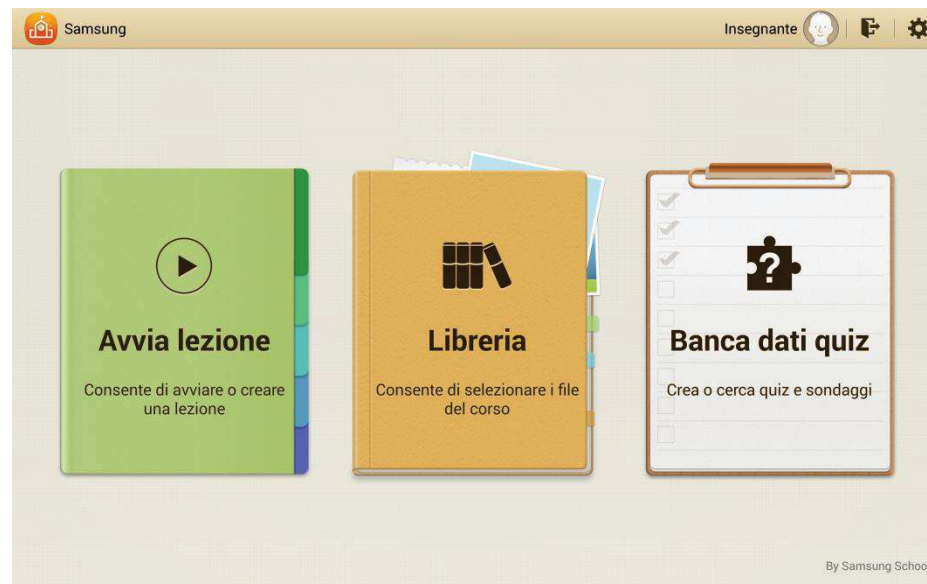 Samsung
Insegnante
Avvia lezione
Consente di avviare o creare
una lezione
Libreria
Consente di selezionare i file
del corso
?
Banca dati quiz
Crea o cerca quiz e sondaggi
By Samsung Schoo